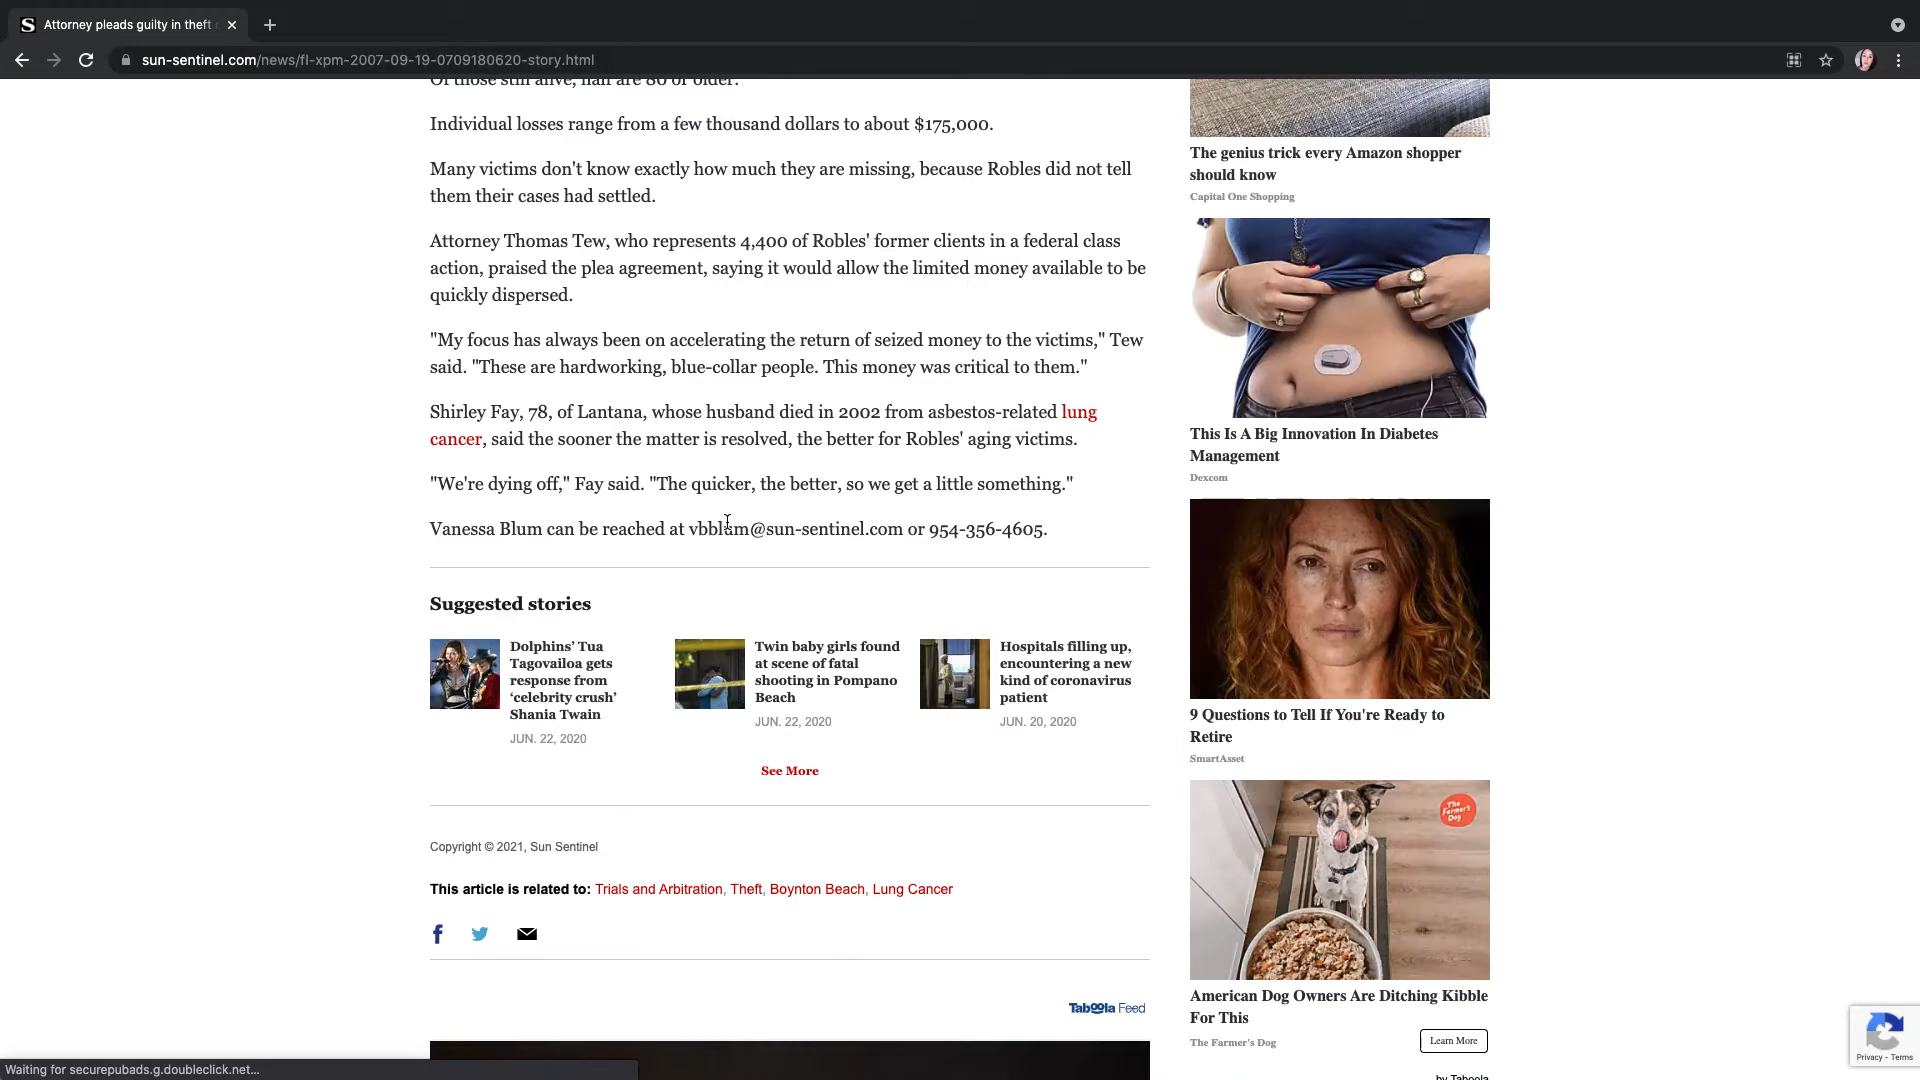 Attorney pleads guilty in theft
sun-sentinel.com/news/fl-xpm-2007-09-19-0709180620-story.html
Of those still alive, half are 80 or older.
Individual losses range from a few thousand dollars to about $175,000.
Many victims don't know exactly how much they are missing, because Robles did not tell
them their cases had settled.
Attorney Thomas Tew, who represents 4,400 of Robles' former clients in a federal class
action, praised the plea agreement, saying it would allow the limited money available to be
quickly dispersed.
"My focus has always been on accelerating the return of seized money to the victims," Tew
said. "These are hardworking, blue-collar people. This money was critical to them."
Shirley Fay, 78, of Lantana, whose husband died in 2002 from asbestos-related lung
cancer, said the sooner the matter is resolved, the better for Robles' aging victims.
"We're dying off," Fay said. "The quicker, the better, so we get a little something."
Vanessa Blum can be reached at vbblum@sun-sentinel.com or 954-356-4605.
Suggested stories
Dolphins' Tua
Tagovailoa gets
response from
'celebrity crush'
Shania Twain
JUN. 22, 2020
Twin baby girls found
at scene of fatal
shooting in Pompano
Beach
JUN. 22, 2020
Hospitals filling up,
encountering a new
kind of coronavirus
patient
JUN. 20, 2020
See More
Copyright © 2021, Sun Sentinel
This article is related to: Trials and Arbitration, Theft, Boynton Beach, Lung Cancer
Taboola Feed
The genius trick every Amazon shopper
should know
Capital One Shopping
This Is A Big Innovation In Diabetes
Management
Dexcom
9 Questions to Tell If You're Ready to
Retire
SmartAsset
The Farmer's Dog
American Dog Owners Are Ditching Kibble
For This
The Farmer's Dog
Learn More
by Taboola
Privacy - Terms
Waiting for securepubads.g.doubleclick.net...